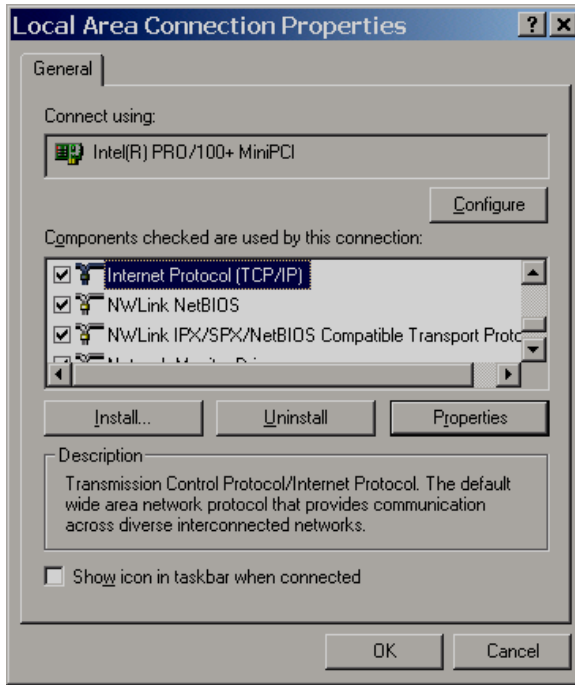 Local Area Connection Properties
General
Connect using:
Intel(R) PRO/100+ MiniPCI
Configure
Components checked are used by this connection:
Internet Protocol (TCP/IP)
NWLink NetBIOS
NWLink IPX/SPX/NetBIOS Compatible Transport Proto
Install... Uninstall Properties
Description
Transmission Control Protocol/Internet Protocol. The default
wide area network protocol that provides communication
across diverse interconnected networks.
Show icon in taskbar when connected
OK Cancel